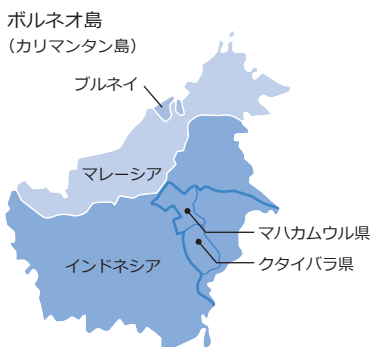 ボルネオ島
（カリマンタン島）
ブルネイ
マレーシア
マハカムウル県
クタイバラ県
インドネシア